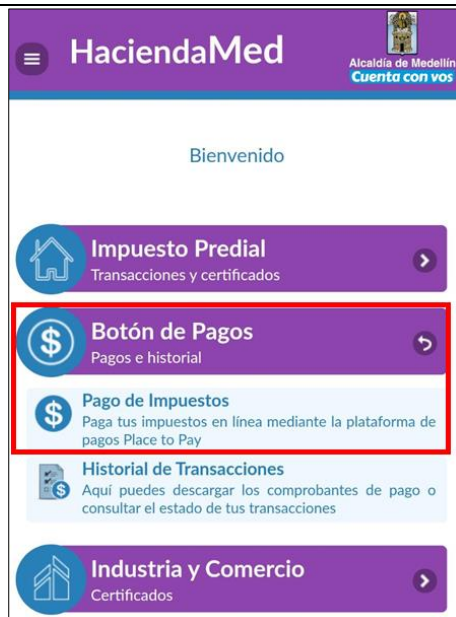 HaciendaMed
Alcaldía de Medellín
Cuenta con vos
Bienvenido
Impuesto Predial
Transacciones y certificados
Botón de Pagos
Pagos e historial
Pago de Impuestos
Paga tus impuestos en línea mediante la plataforma de
pagos Place to Pay
Historial de Transacciones
Aquí puedes descargar los comprobantes de pago o
consultar el estado de tus transacciones
Industria y Comercio
Certificados